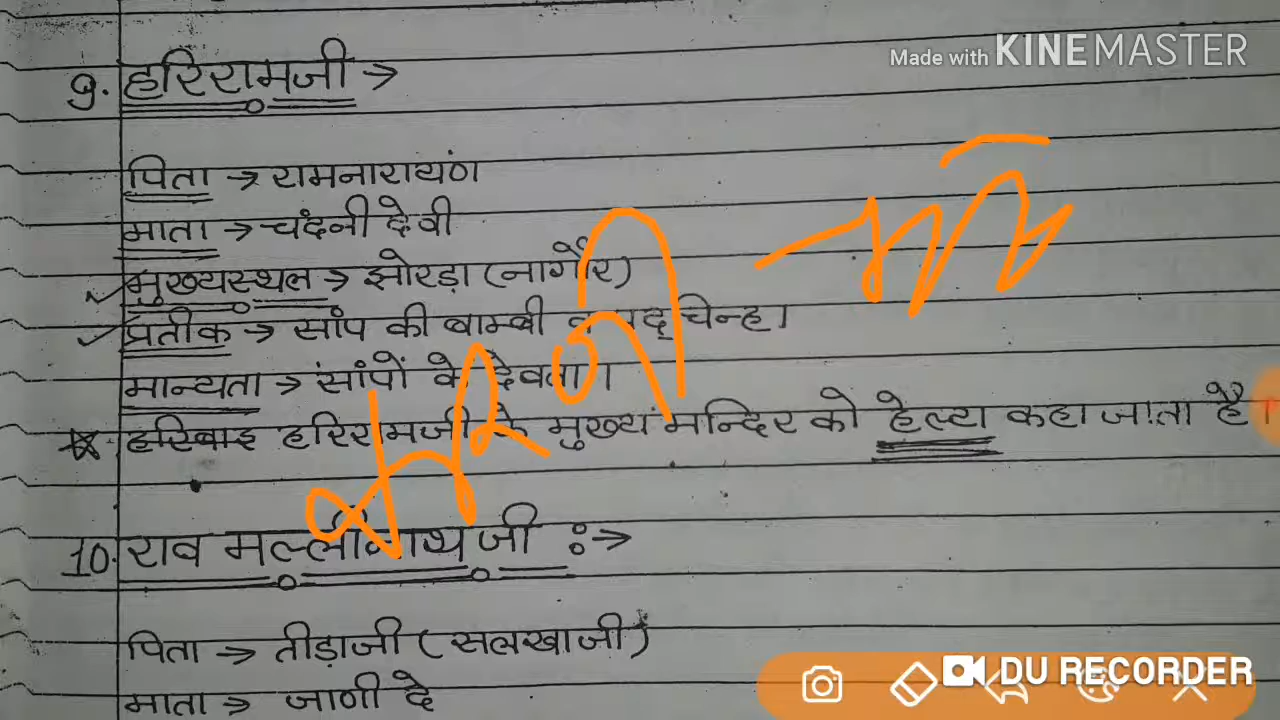 Made with KINEMASTER
9. हरिरामजी →
पिता → रामनारायण
माता → चंदनी देवी
मुख्यस्थल → झोरड़ा (नागौर)
प्रतीक → सांप की बाम्बी व पद्चिन्ह।
मान्यता → सांपों के देवता।
हरिबाइ हरिरामजी के मुख्य मन्दिर को हेल्टा कहा जाता है।
10. राव मल्लीनाथ जी :→
पिता → तीड़ाजी (सलखाजी)
माता → जाणी दे
DU RECORDER